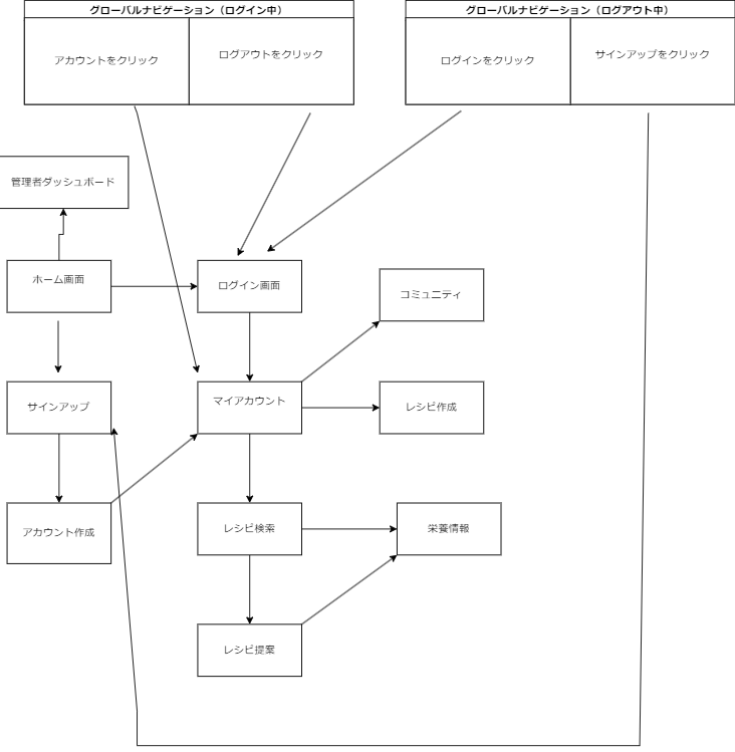 グローバルナビゲーション（ログイン中）
グローバルナビゲーション（ログアウト中）
アカウントをクリック
ログアウトをクリック
ログインをクリック
サインアップをクリック
管理者ダッシュボード
ホーム画面
ログイン画面
コミュニティ
サインアップ
マイアカウント
レシピ作成
アカウント作成
レシピ検索
栄養情報
レシピ提案